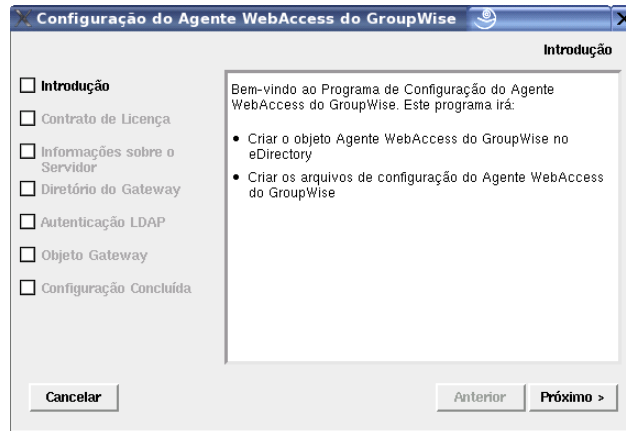 Configuração do Agente WebAccess do GroupWise
Introdução
Introdução
Contrato de Licença
Informações sobre o
Servidor
Diretório do Gateway
Autenticação LDAP
Objeto Gateway
Configuração Concluída
Bem-vindo ao Programa de Configuração do Agente
WebAccess do GroupWise. Este programa irá:
• Criar o objeto Agente WebAccess do GroupWise no
eDirectory
• Criar os arquivos de configuração do Agente WebAccess
do GroupWise
Cancelar
Anterior
Próximo >